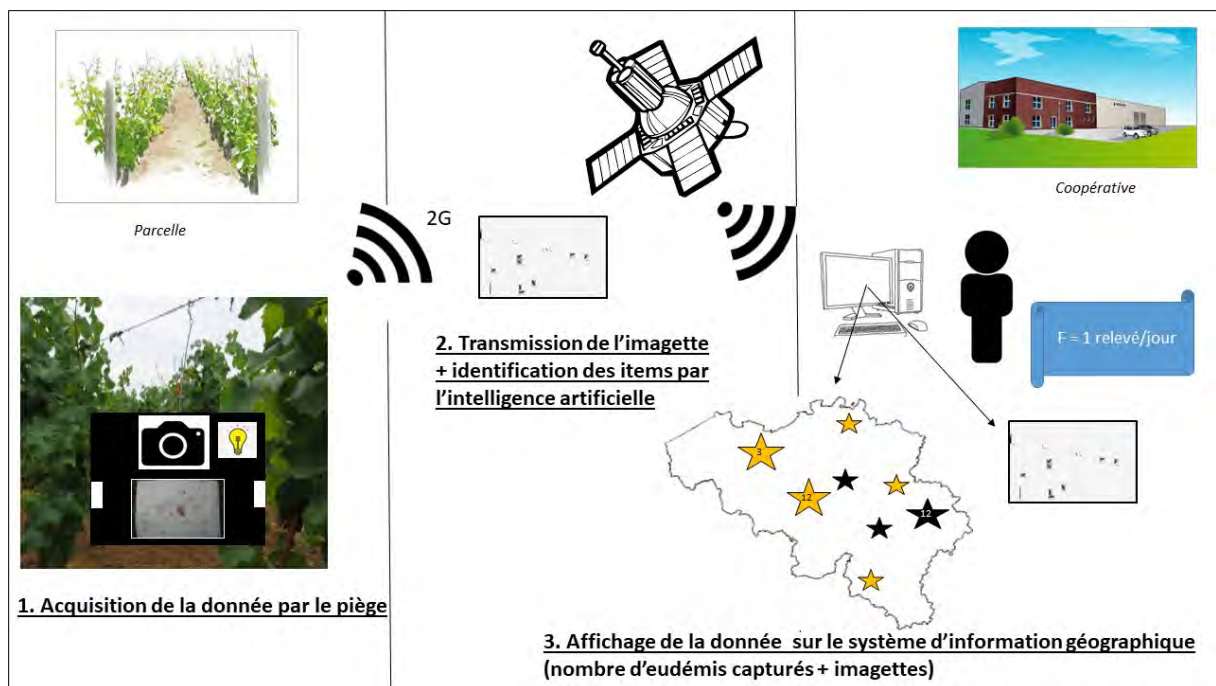 Parcelle
1. Acquisition de la donnée par le piège
2G
2. Transmission de l'imagette
+ identification des items par
l'intelligence artificielle
Coopérative
F = 1 relevé/jour
3
12
12
3. Affichage de la donnée sur le système d'information géographique
(nombre d'eudémis capturés + imagettes)